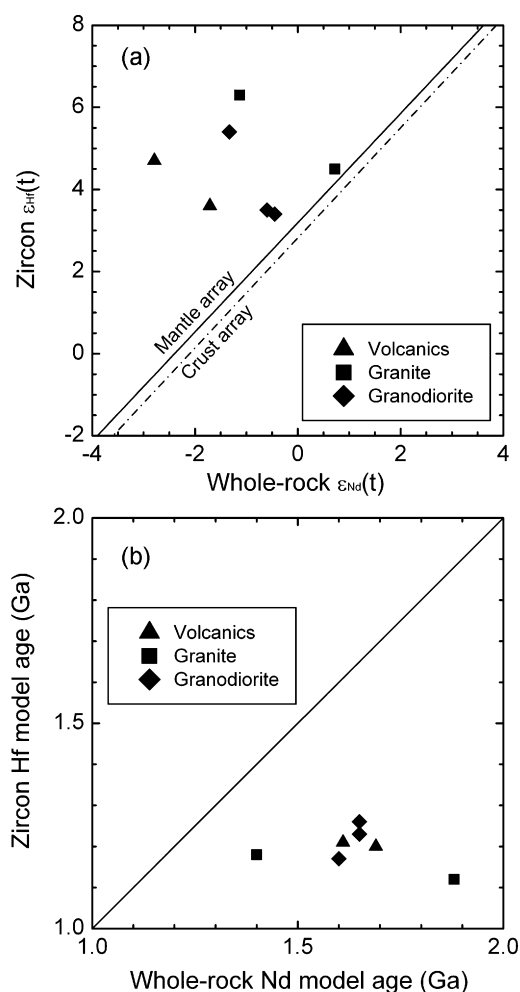 (a)
8
6
4
2
0
-2
Zircon εHf(t)
Mantle array
Crust array
Volcanics
Granite
Granodiorite
-4 -2 0 2 4
Whole-rock εNd(t)
(b)
2.0
1.5
1.0
Zircon Hf model age (Ga)
Volcanics
Granite
Granodiorite
1.0 1.5 2.0
Whole-rock Nd model age (Ga)